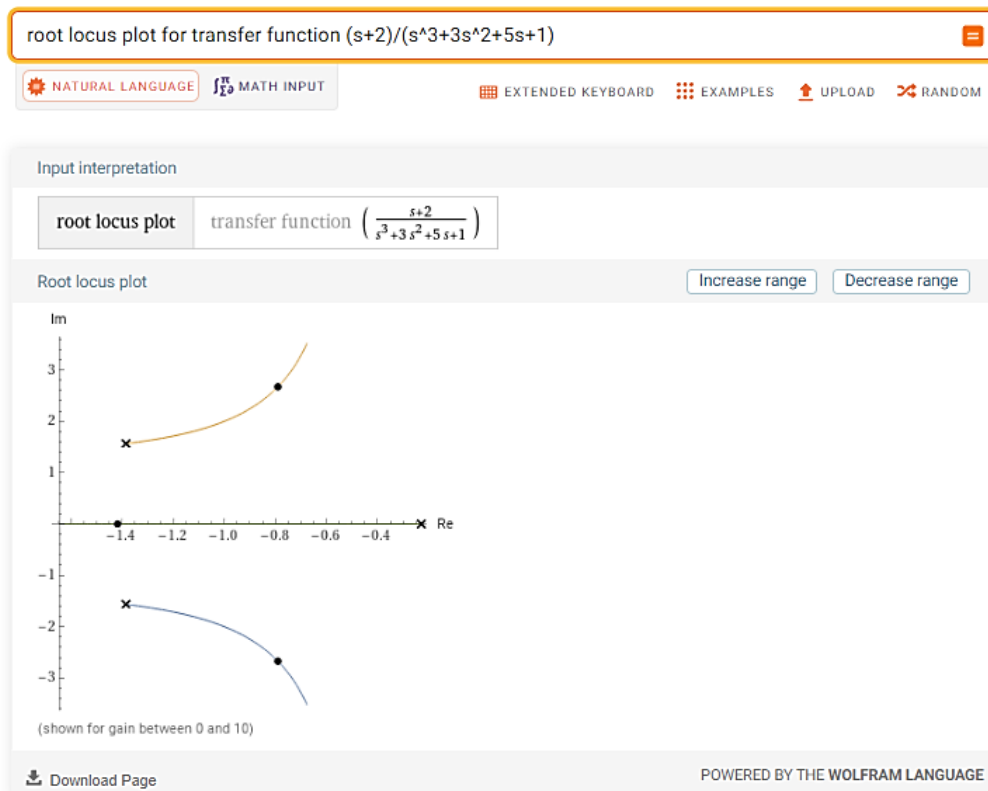 root locus plot for transfer function (s+2)/(s^3+3s^2+5s+1)
NATURAL LANGUAGE MATH INPUT EXTENDED KEYBOARD EXAMPLES UPLOAD RANDOM
Input interpretation
root locus plot transfer function ( (s+2)/(s³+3 s²+5 s+1) )
Root locus plot Increase range Decrease range
Im
3
2
1
Re
−1.4 −1.2 −1.0 −0.8 −0.6 −0.4
−1
−2
−3
(shown for gain between 0 and 10)
Download Page POWERED BY THE WOLFRAM LANGUAGE